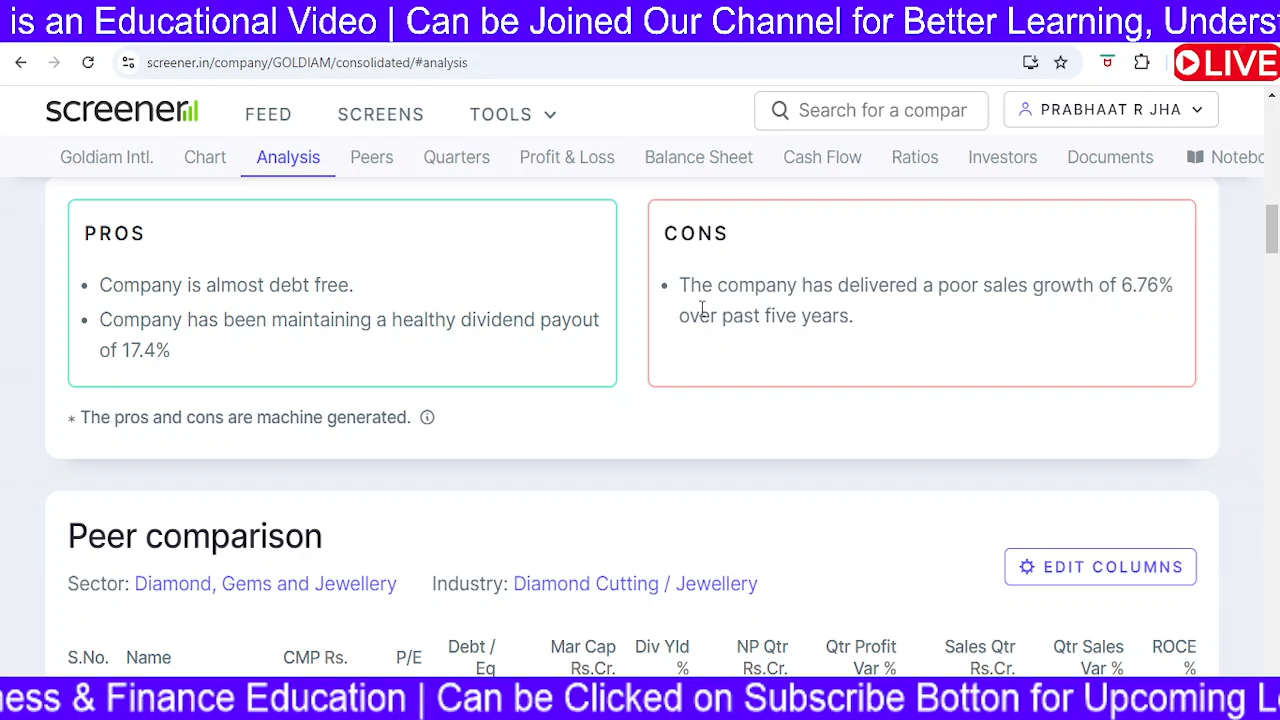 is an Educational Video | Can be Joined Our Channel for Better Learning, Underst
screener.in/company/GOLDIAM/consolidated/#analysis
LIVE
screener
FEED SCREENS TOOLS
Search for a compar
PRABHAAT R JHA
Goldiam Intl. Chart Analysis Peers Quarters Profit & Loss Balance Sheet Cash Flow Ratios Investors Documents Notebo
PROS
• Company is almost debt free.
• Company has been maintaining a healthy dividend payout
of 17.4%
CONS
• The company has delivered a poor sales growth of 6.76%
over past five years.
* The pros and cons are machine generated.
Peer comparison
Sector: Diamond, Gems and Jewellery Industry: Diamond Cutting / Jewellery
EDIT COLUMNS
S.No. Name CMP Rs. P/E Debt / Eq Mar Cap Rs.Cr. Div Yld % NP Qtr Rs.Cr. Qtr Profit Var % Sales Qtr Rs.Cr. Qtr Sales Var % ROCE %
ness & Finance Education | Can be Clicked on Subscribe Botton for Upcoming Le